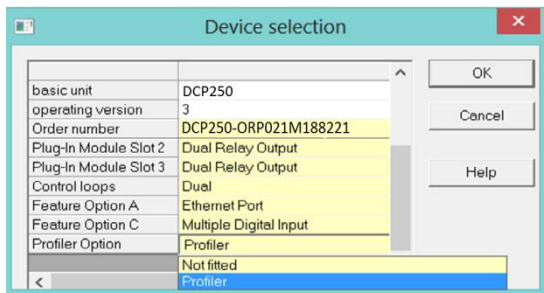 Device selection
OK
basic unit DCP250
operating version 3
Cancel
Order number DCP250-ORP021M188221
Plug-In Module Slot 2 Dual Relay Output
Plug-In Module Slot 3 Dual Relay Output
Help
Control loops Dual
Feature Option A Ethernet Port
Feature Option C Multiple Digital Input
Profiler Option Profiler
Not fitted
Profiler